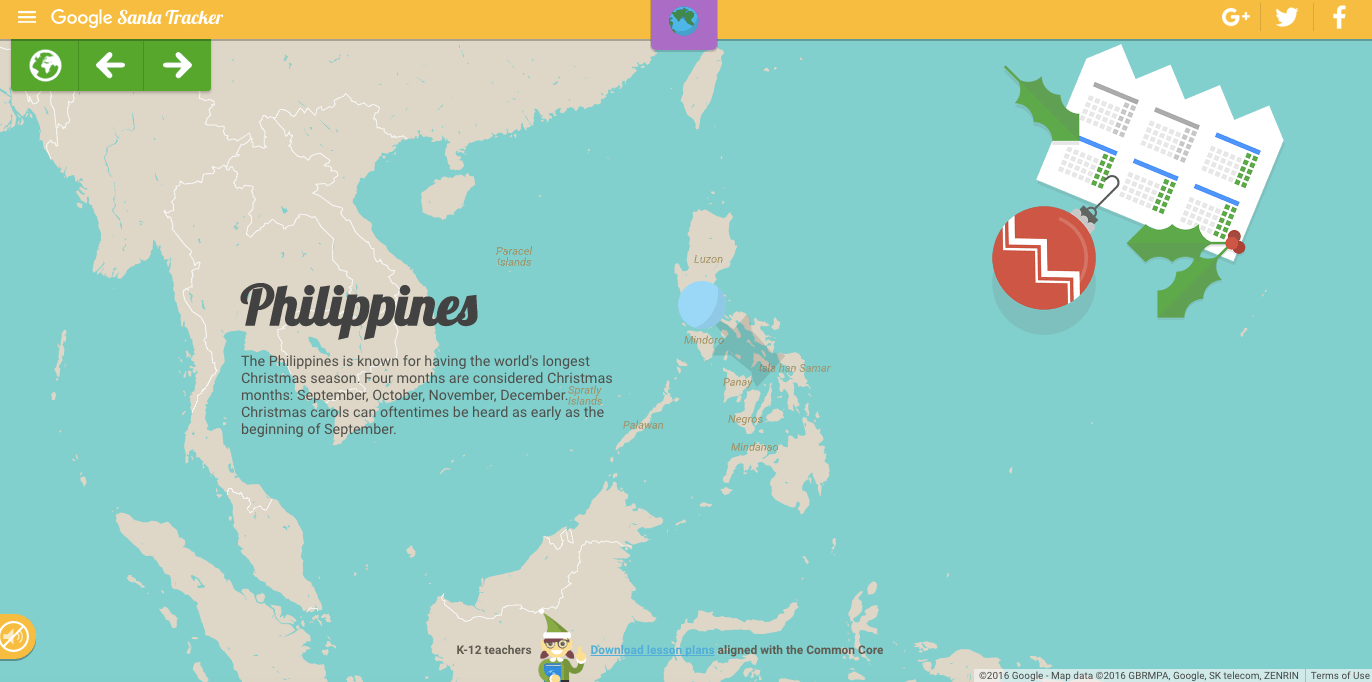 Google Santa Tracker
G+
Luzon
Paracel
Islands
Philippines
Mindoro
The Philippines is known for having the world's longest
Isla han Samar
Christmas season. Four months are considered Christmas
Panay
months: September, October, November, December.
Spratly
Islands
Christmas carols can oftentimes be heard as early as the
Negros
Palawan
beginning of September.
Mindanao
K-12 teachers Download lesson plans aligned with the Common Core
©2016 Google - Map data ©2016 GBRMPA, Google, SK telecom, ZENRIN Terms of Use